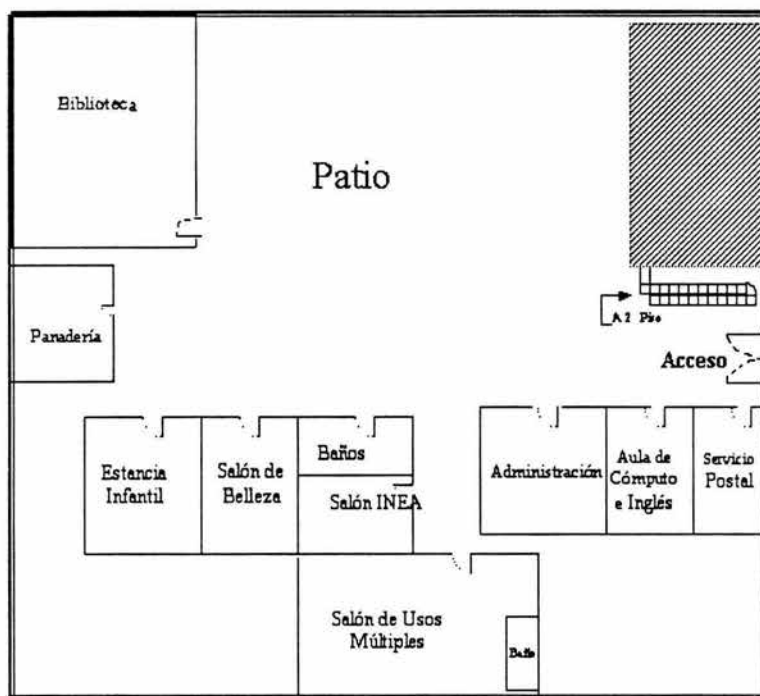 Biblioteca
Patio
A 2 Piso
Panadería
Acceso
Estancia
Infantil
Salón de
Belleza
Baños
Salón INEA
Administración
Aula de
Cómputo
e Inglés
Servicio
Postal
Salón de Usos
Múltiples
Baño